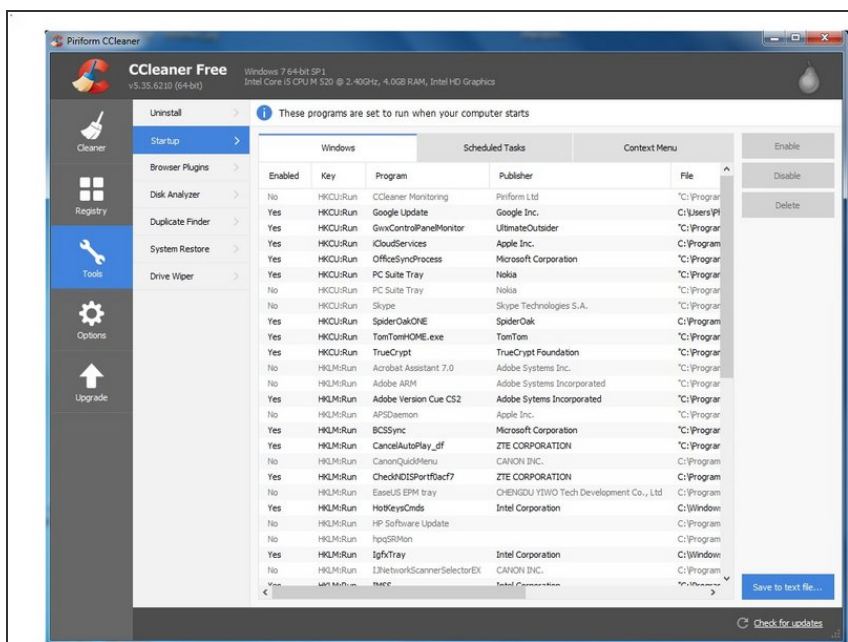 Piriform CCleaner
CCleaner Free
v5.35.6210 (64-bit)
Windows 7 64-bit SP1
Intel Core i5 CPU M 520 @ 2.40GHz, 4.0GB RAM, Intel HD Graphics
Cleaner
Registry
Tools
Options
Upgrade
Uninstall
Startup
Browser Plugins
Disk Analyzer
Duplicate Finder
System Restore
Drive Wiper
These programs are set to run when your computer starts
Windows Scheduled Tasks Context Menu
Enabled Key Program Publisher File
No HKCU:Run CCleaner Monitoring Piriform Ltd "C:\Prograr
Yes HKCU:Run Google Update Google Inc. C:\Users\
Yes HKCU:Run GwxControlPanelMonitor UltimateOutsider "C:\Prograr
Yes HKCU:Run iCloudServices Apple Inc. "C:\Prograr
Yes HKCU:Run OfficeSyncProcess Microsoft Corporation "C:\Prograr
Yes HKCU:Run PC Suite Tray Nokia "C:\Prograr
No HKCU:Run PC Suite Tray Nokia "C:\Prograr
No HKCU:Run Skype Skype Technologies S.A. "C:\Prograr
Yes HKCU:Run SpiderOakONE SpiderOak C:\Program
Yes HKCU:Run TomTomHOME.exe TomTom "C:\Prograr
Yes HKCU:Run TrueCrypt TrueCrypt Foundation "C:\Prograr
No HKLM:Run Acrobat Assistant 7.0 Adobe Systems Inc. "C:\Prograr
No HKLM:Run Adobe ARM Adobe Systems Incorporated "C:\Prograr
Yes HKLM:Run Adobe Version Cue CS2 Adobe Sytems Incorporated "C:\Prograr
No HKLM:Run APSDaemon Apple Inc. "C:\Prograr
Yes HKLM:Run BCSSync Microsoft Corporation "C:\Prograr
Yes HKLM:Run CancelAutoPlay_df ZTE CORPORATION "C:\Prograr
No HKLM:Run CanonQuickMenu CANON INC. C:\Program
Yes HKLM:Run CheckNDISPortf0acf7 ZTE CORPORATION C:\Program
No HKLM:Run EaseUS EPM tray CHENGDU YIWO Tech Development Co., Ltd C:\Program
Yes HKLM:Run HotKeysCmds Intel Corporation C:\Window
No HKLM:Run HP Software Update C:\Program
No HKLM:Run hpqSRMon C:\Program
Yes HKLM:Run IgfxTray Intel Corporation C:\Window
No HKLM:Run IJNetworkScannerSelectorEX CANON INC. C:\Program
Yes HKLM:Run IMSS Intel Corporation
Enable
Disable
Delete
Save to text file...
Check for updates